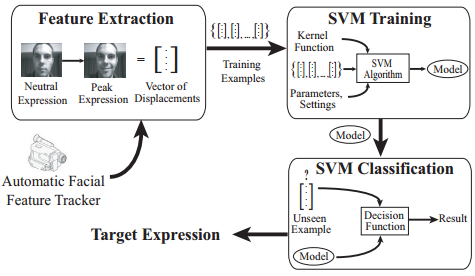 Feature Extraction
Neutral
Expression
Peak
Expression
=
Vector of
Displacements
Automatic Facial
Feature Tracker
Training
Examples
SVM Training
Kernel
Function
Parameters,
Settings
SVM
Algorithm
Model
Model
SVM Classification
?
Unseen
Example
Model
Decision
Function
Result
Target Expression